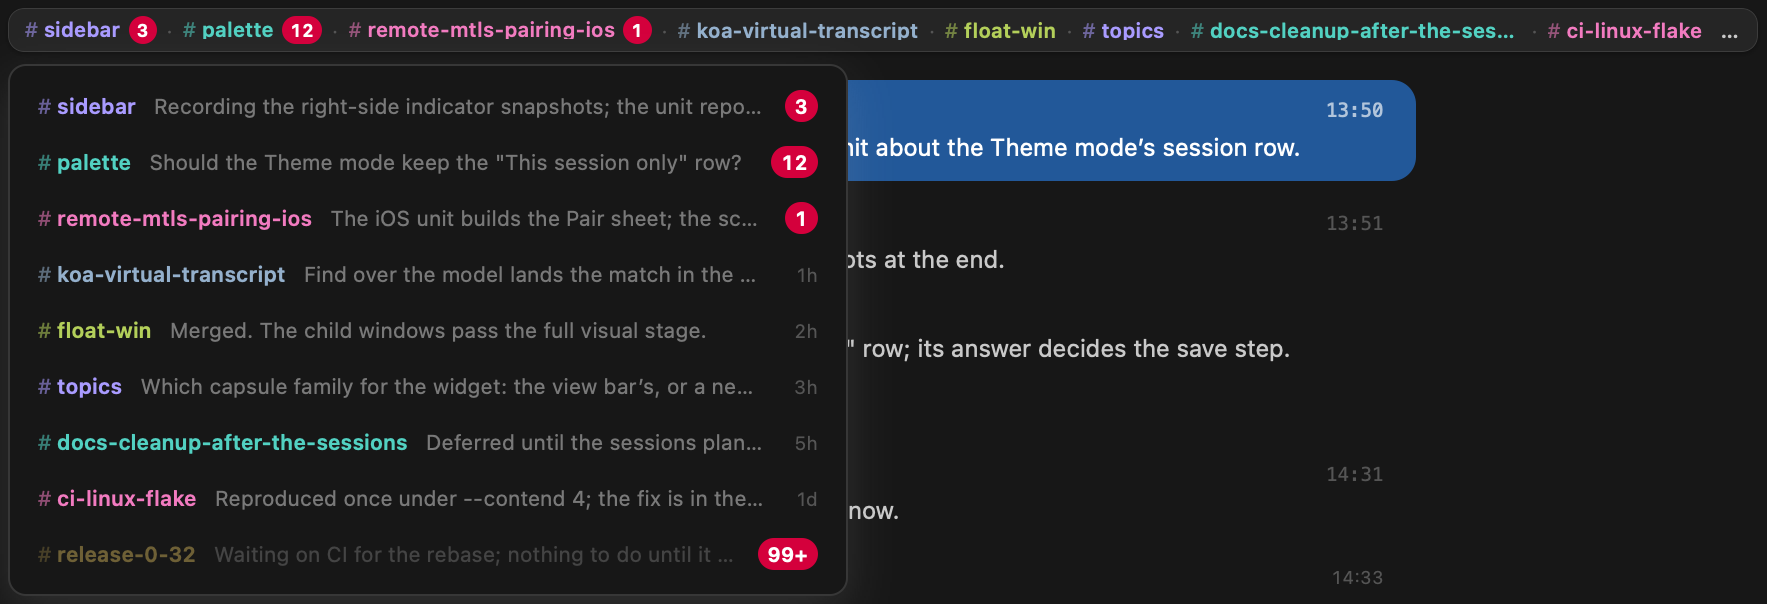 # sidebar 3 · # palette 12 · # remote-mtls-pairing-ios 1 · # koa-virtual-transcript · # float-win · # topics · # docs-cleanup-after-the-ses... · # ci-linux-flake ...
# sidebar Recording the right-side indicator snapshots; the unit repo... 3
13:50
nit about the Theme mode’s session row.
# palette Should the Theme mode keep the "This session only" row? 12
# remote-mtls-pairing-ios The iOS unit builds the Pair sheet; the sc... 1
13:51
ots at the end.
# koa-virtual-transcript Find over the model lands the match in the ... 1h
# float-win Merged. The child windows pass the full visual stage. 2h
" row; its answer decides the save step.
# topics Which capsule family for the widget: the view bar’s, or a ne... 3h
# docs-cleanup-after-the-sessions Deferred until the sessions plan... 5h
14:31
# ci-linux-flake Reproduced once under --contend 4; the fix is in the... 1d
now.
# release-0-32 Waiting on CI for the rebase; nothing to do until it ... 99+
14:33